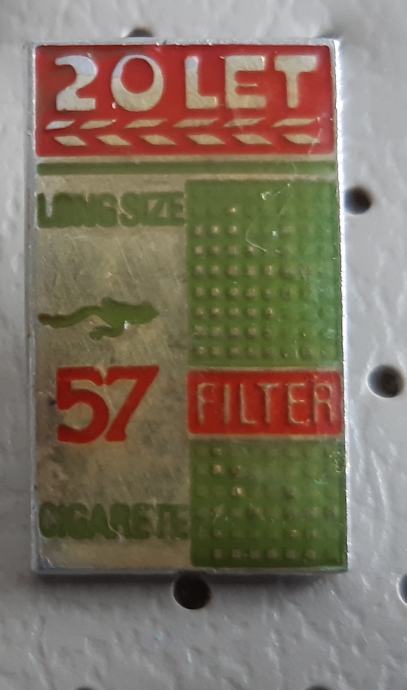 20 LET
LONG SIZE
57
FILTER
CIGARETE